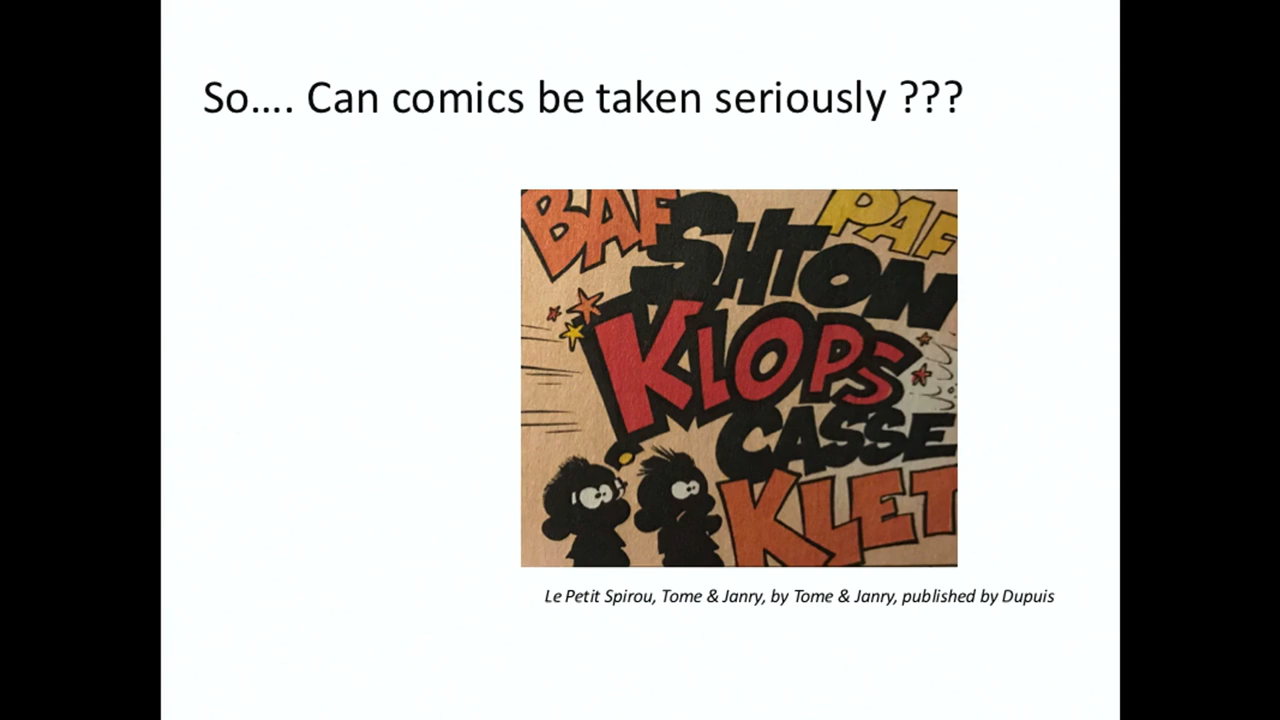 So…. Can comics be taken seriously ???
BAF
PAF
SHTON
KLOPS
CASSE
KLET
Le Petit Spirou, Tome & Janry, by Tome & Janry, published by Dupuis